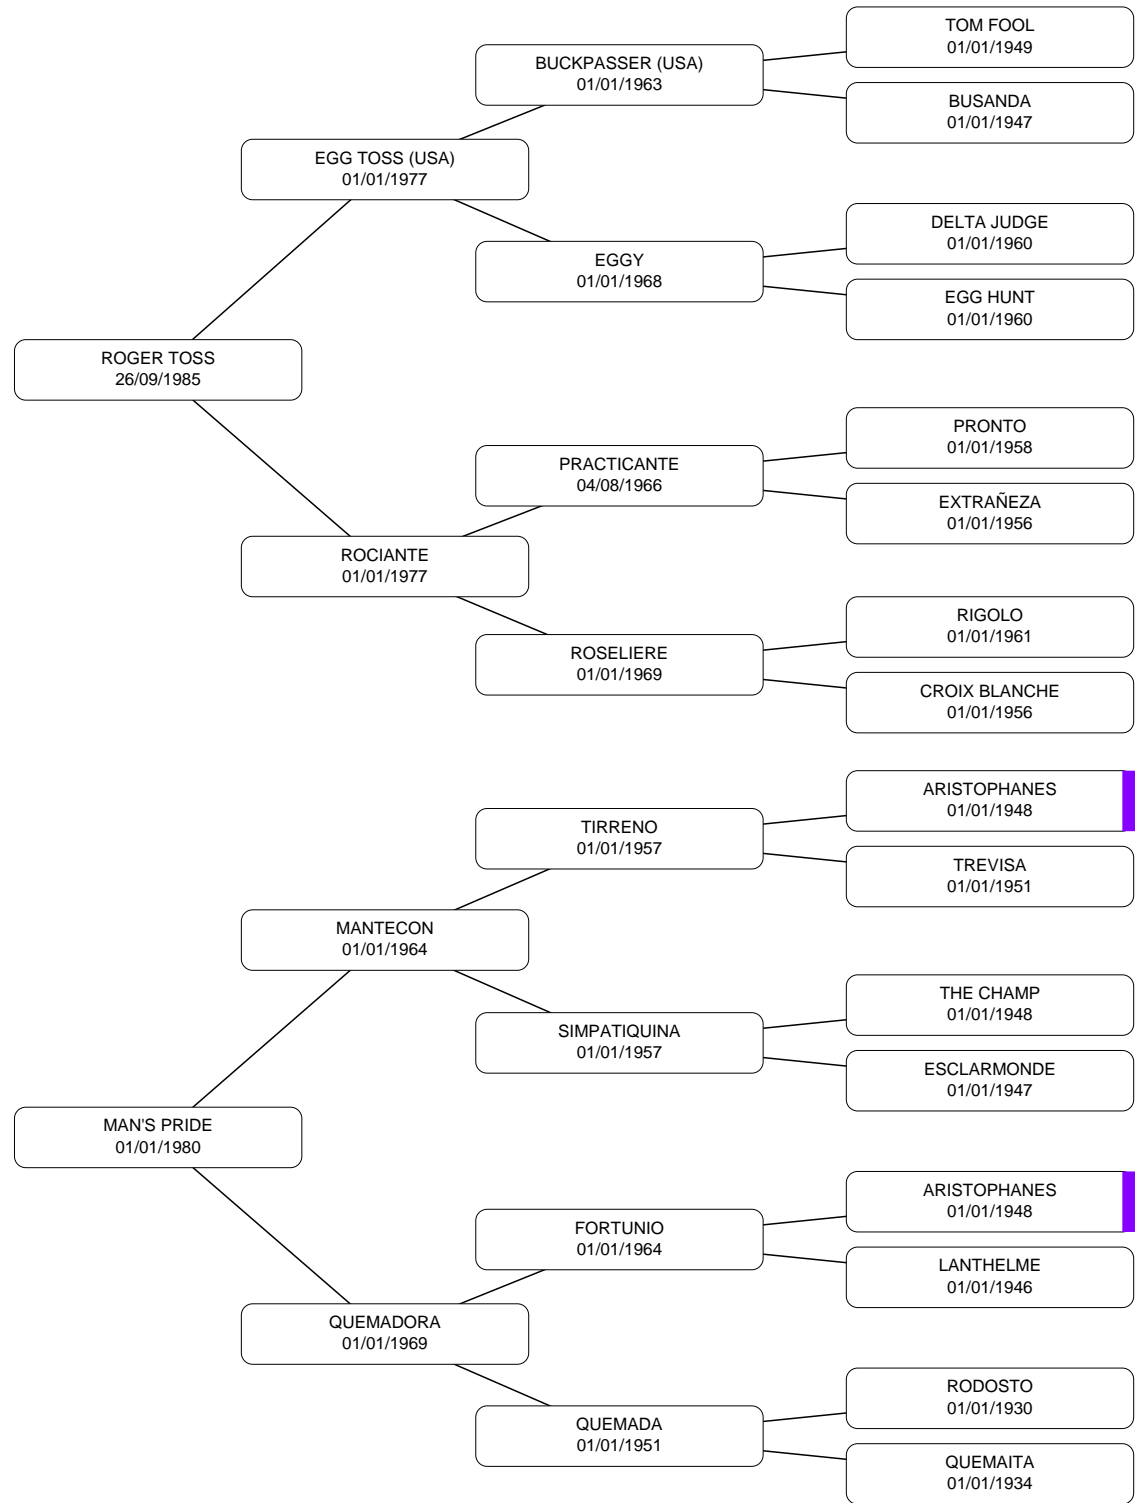 TOM FOOL
01/01/1949
BUCKPASSER (USA)
01/01/1963
BUSANDA
01/01/1947
EGG TOSS (USA)
01/01/1977
DELTA JUDGE
01/01/1960
EGGY
01/01/1968
EGG HUNT
01/01/1960
ROGER TOSS
26/09/1985
PRONTO
01/01/1958
PRACTICANTE
04/08/1966
EXTRAÑEZA
01/01/1956
ROCIANTE
01/01/1977
RIGOLO
01/01/1961
ROSELIERE
01/01/1969
CROIX BLANCHE
01/01/1956
ARISTOPHANES
01/01/1948
TIRRENO
01/01/1957
TREVISA
01/01/1951
MANTECON
01/01/1964
THE CHAMP
01/01/1948
SIMPATIQUINA
01/01/1957
ESCLARMONDE
01/01/1947
MAN'S PRIDE
01/01/1980
ARISTOPHANES
01/01/1948
FORTUNIO
01/01/1964
LANTHELME
01/01/1946
QUEMADORA
01/01/1969
RODOSTO
01/01/1930
QUEMADA
01/01/1951
QUEMAITA
01/01/1934